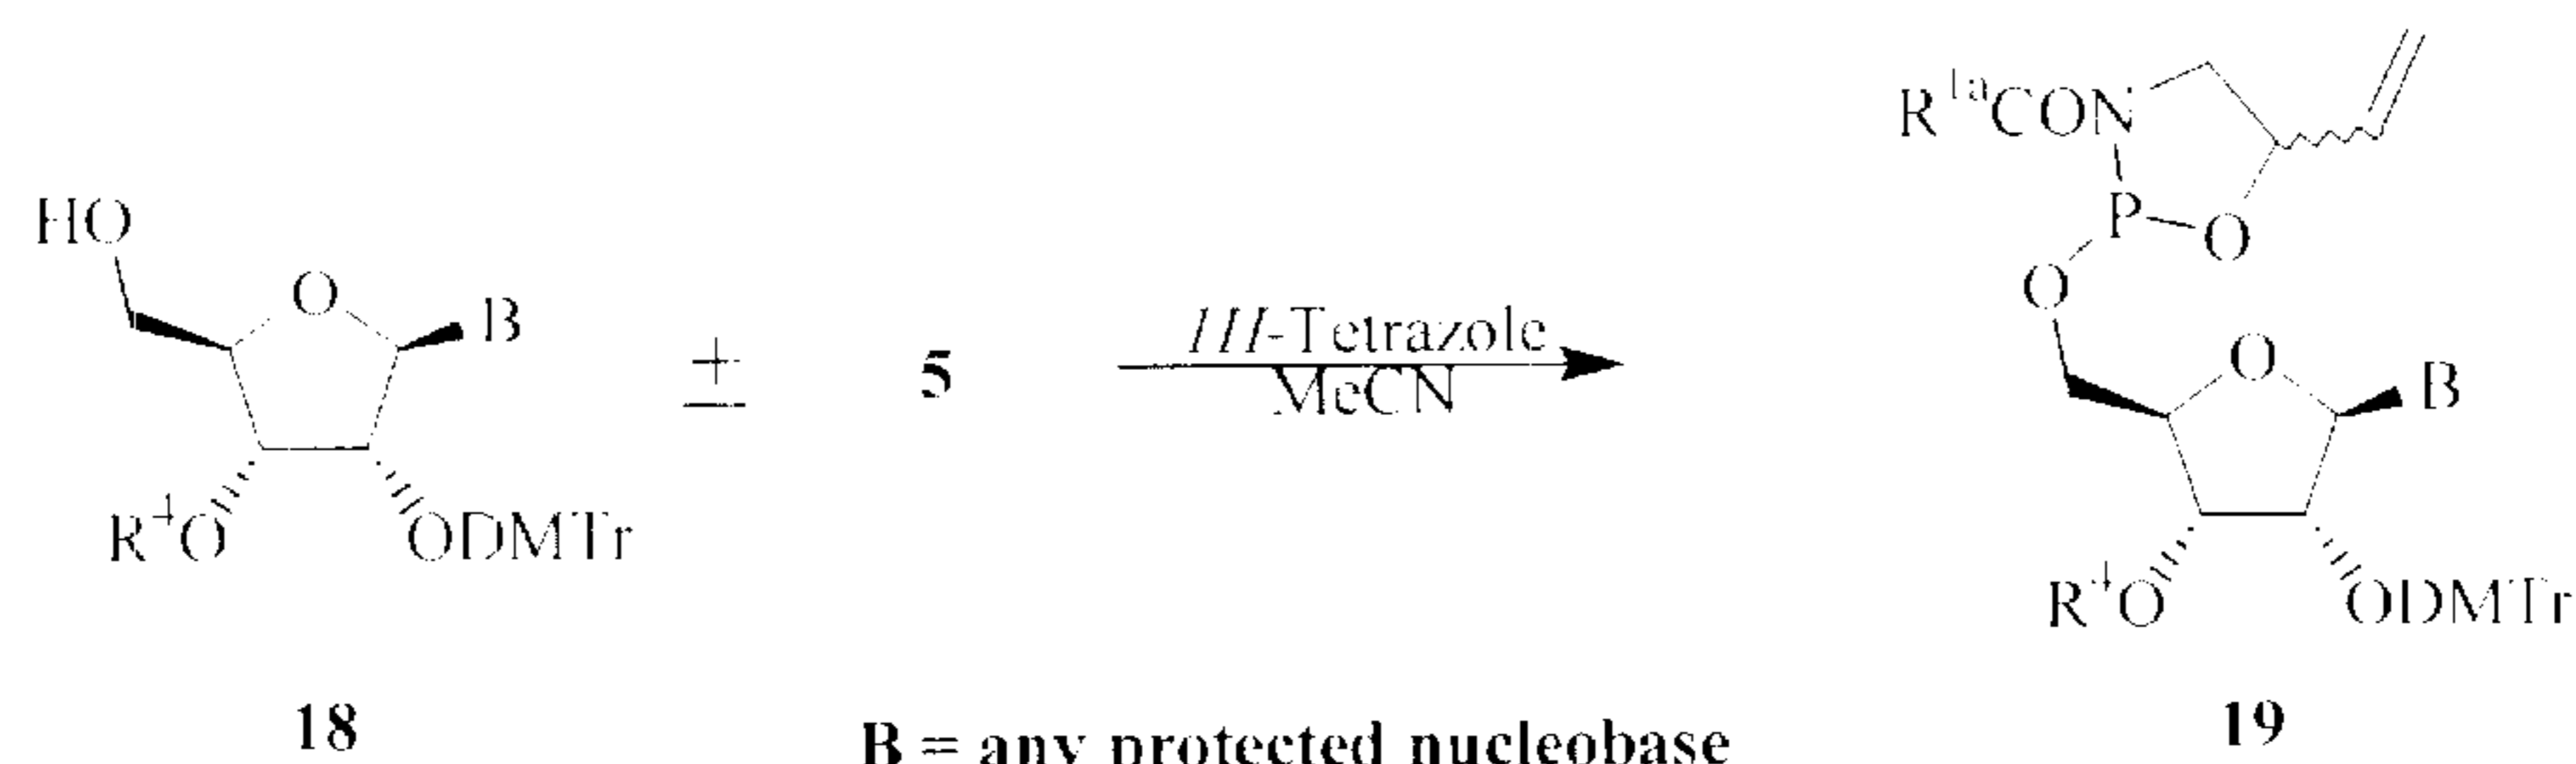 R¹ᵃCON
P
O
O
HO
O
B
±
5
1H-Tetrazole
MeCN
O
B
R⁴O
ODMTr
R⁴O
ODMTr
18
B = any protected nucleobase
19